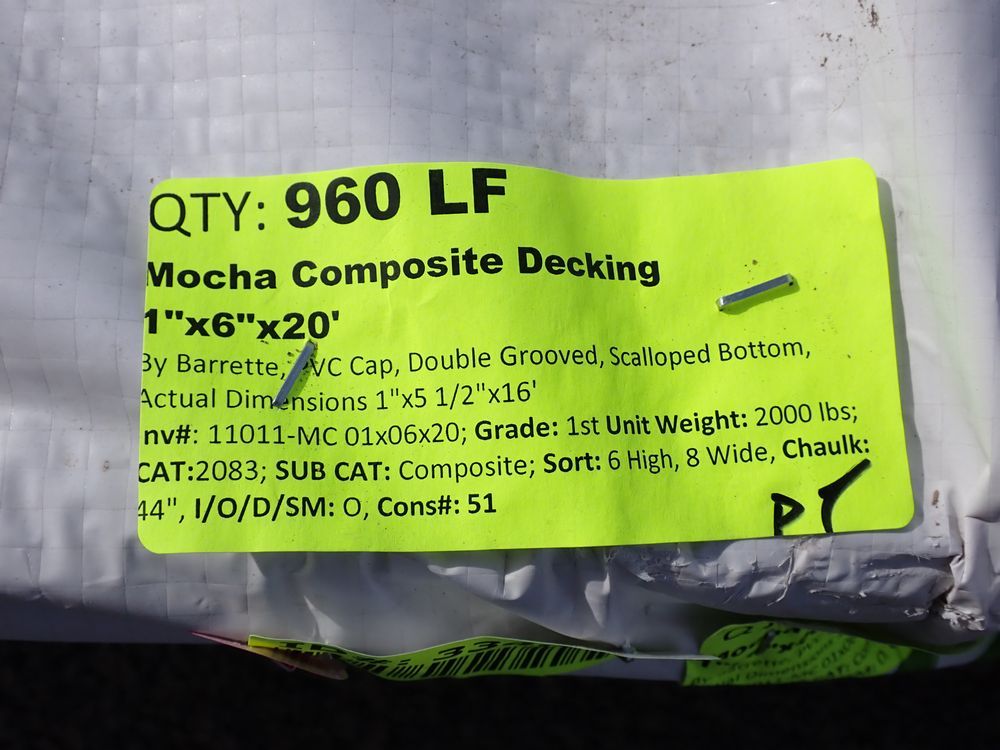 QTY: 960 LF
Mocha Composite Decking
1"x6"x20'
By Barrette, PVC Cap, Double Grooved, Scalloped Bottom,
Actual Dimensions 1"x5 1/2"x16'
nv#: 11011-MC 01x06x20; Grade: 1st Unit Weight: 2000 lbs;
CAT:2083; SUB CAT: Composite; Sort: 6 High, 8 Wide, Chaulk:
44", I/O/D/SM: O, Cons#: 51